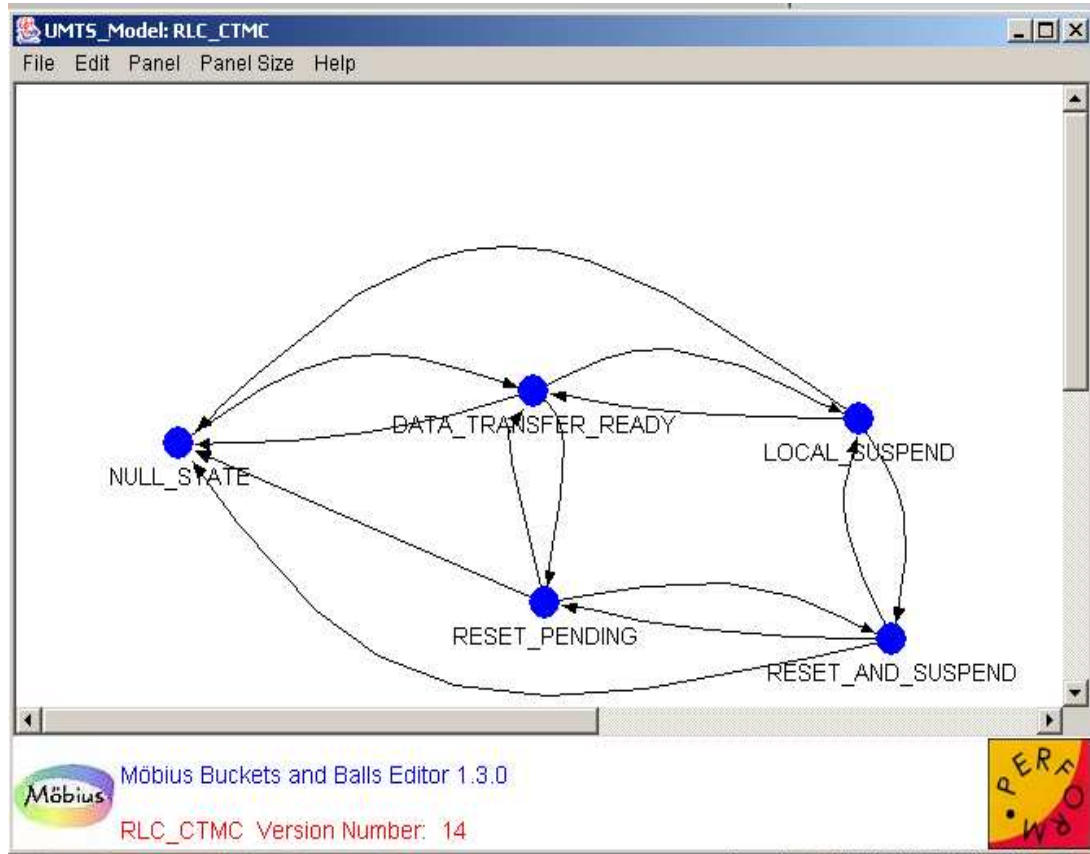 UMTS_Model: RLC_CTMC
File Edit Panel Panel Size Help
DATA_TRANSFER_READY
LOCAL_SUSPEND
NULL_STATE
RESET_PENDING
RESET_AND_SUSPEND
Möbius
Möbius Buckets and Balls Editor 1.3.0
RLC_CTMC Version Number: 14
PERFORM